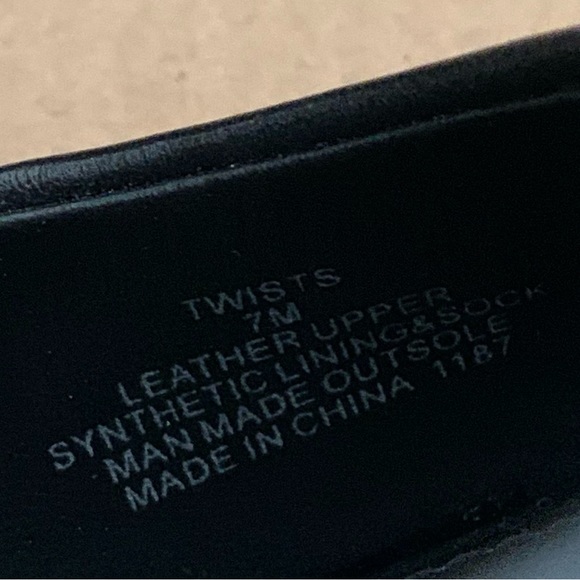 TWISTS
7M
LEATHER UPPER
SYNTHETIC LINING&SOCK
MAN MADE OUTSOLE
MADE IN CHINA 1187